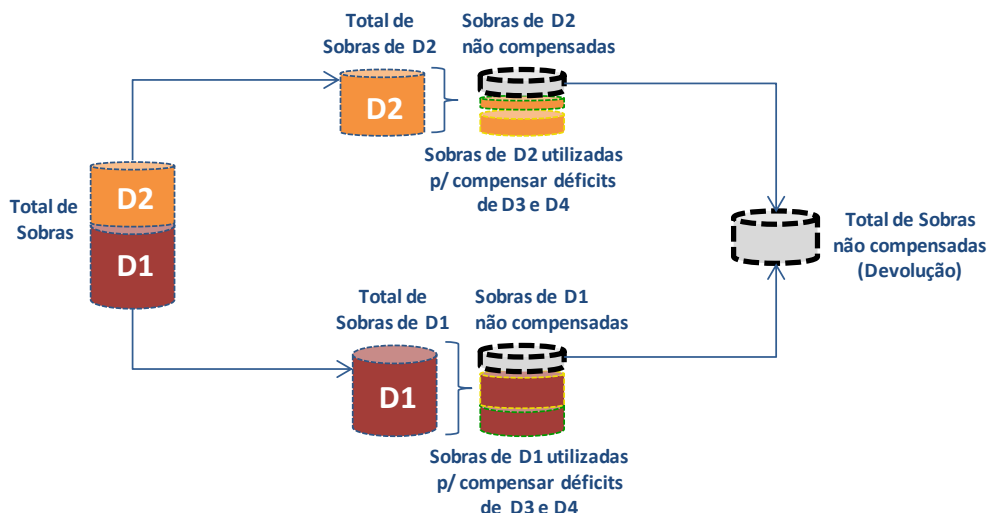 Total de
Sobras de D2
Sobras de D2
não compensadas
D2
Sobras de D2 utilizadas
p/ compensar déficits
de D3 e D4
Total de
Sobras
D2
D1
Total de Sobras
não compensadas
(Devolução)
Total de
Sobras de D1
Sobras de D1
não compensadas
D1
Sobras de D1 utilizadas
p/ compensar déficits
de D3 e D4